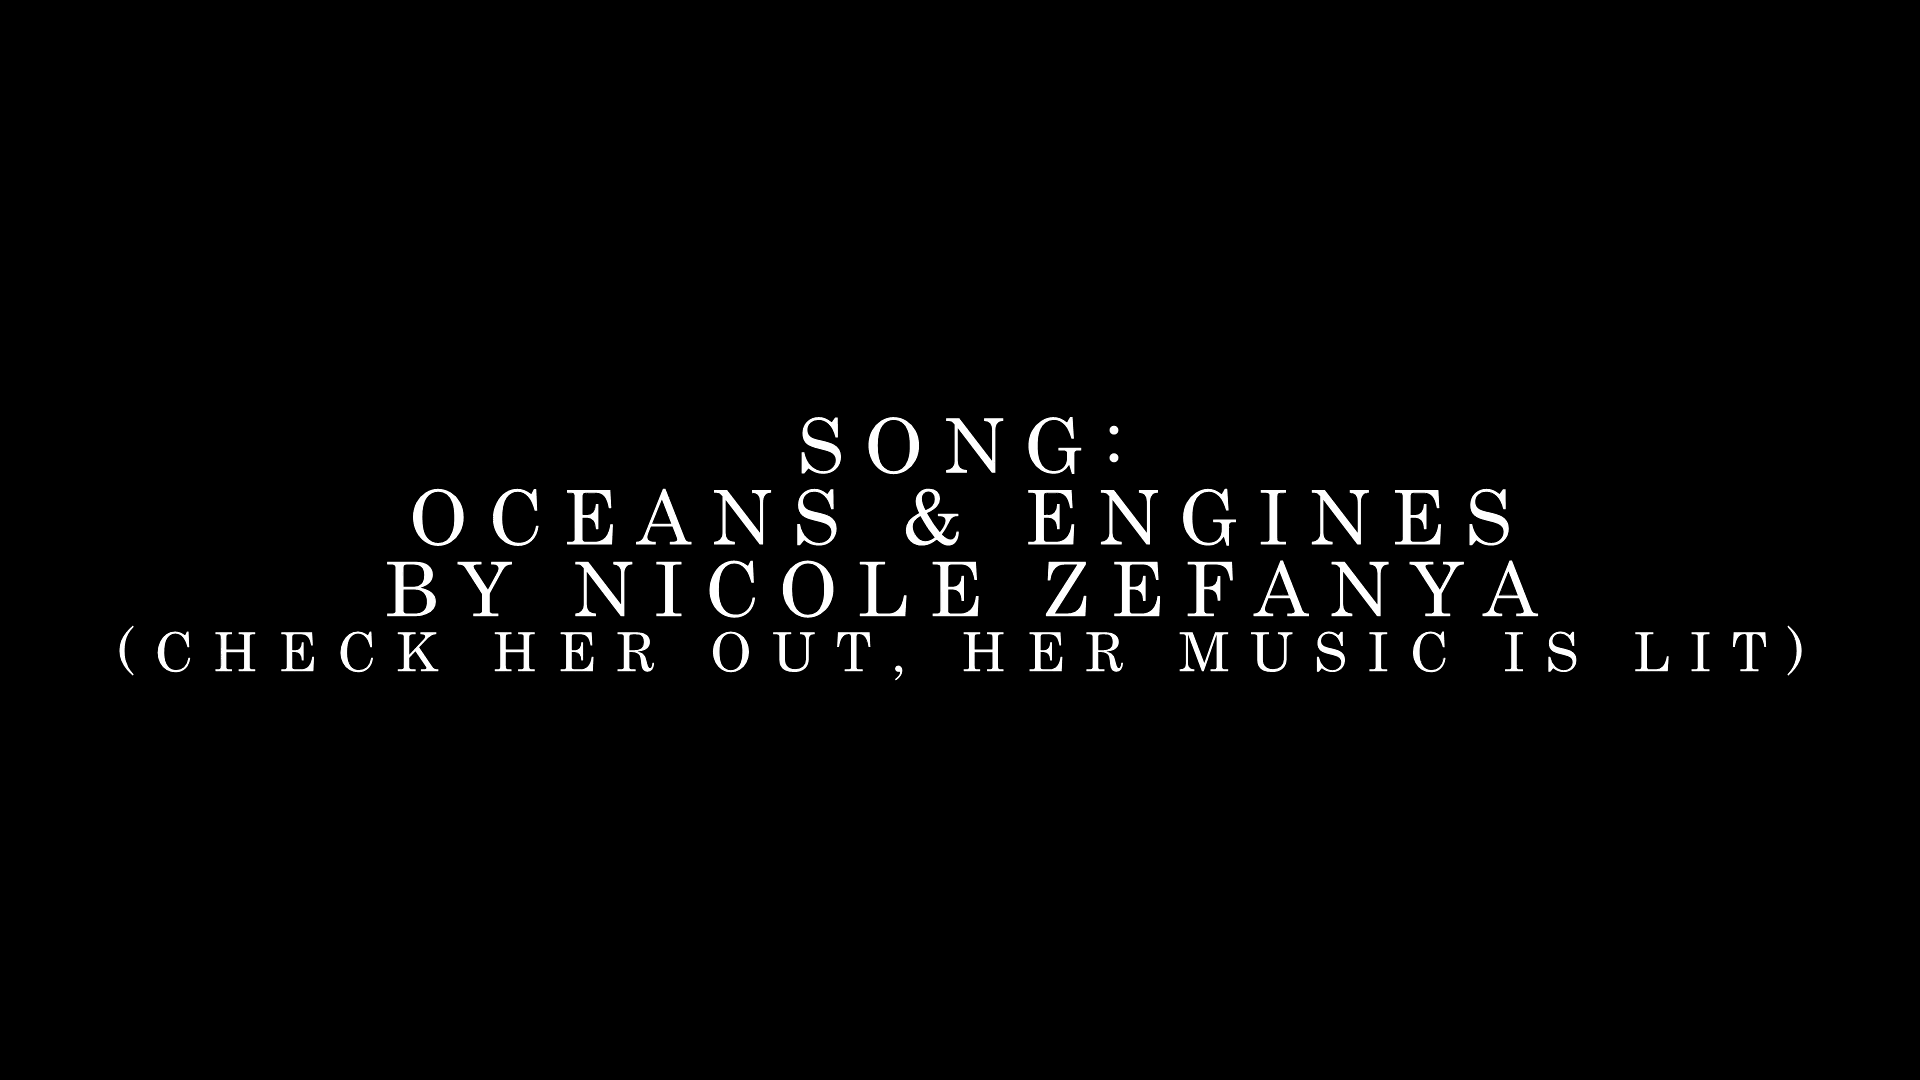 SONG:
OCEANS & ENGINES
BY NICOLE ZEFANYA
(CHECK HER OUT, HER MUSIC IS LIT)